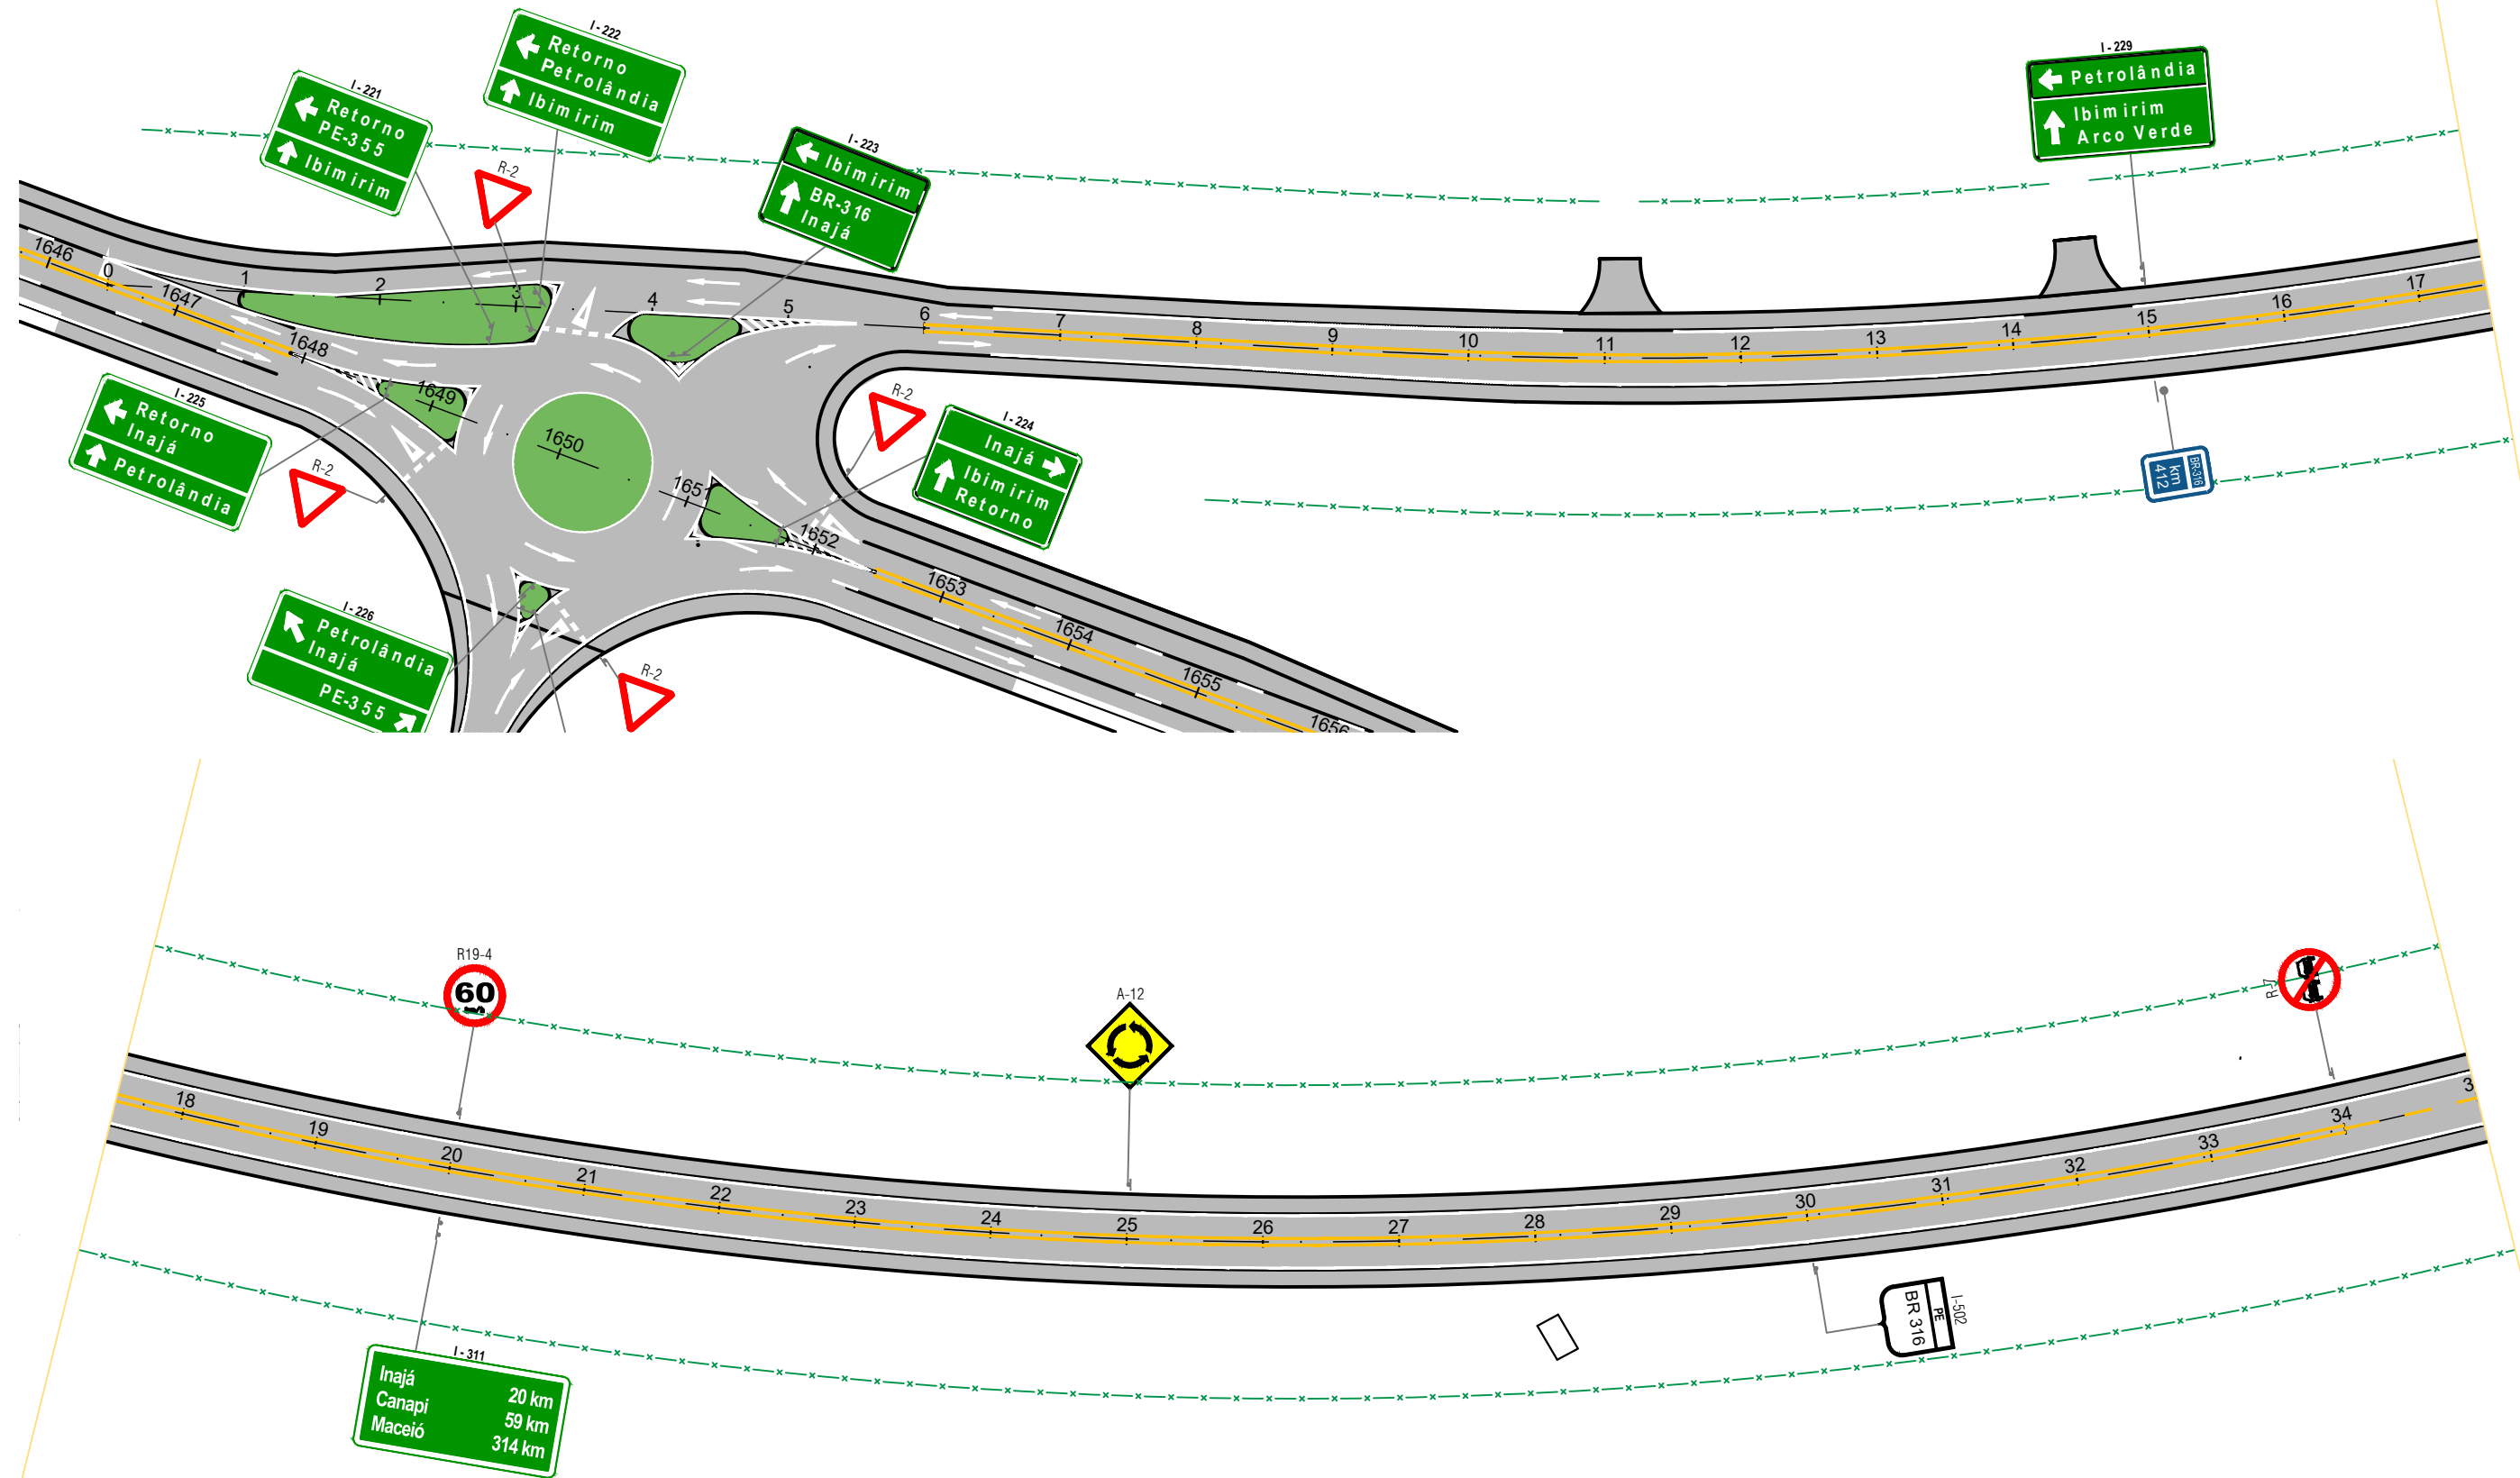 I-222
Retorno
Petrolândia
Ibimirim
I-221
Retorno
PE-355
Ibimirim
R-2
I-223
Ibimirim
BR-316
Inajá
I-229
Petrolândia
Ibimirim
Arco Verde
1646
0
1
2
3
4
5
6
7
8
9
10
11
12
13
14
15
16
17
1647
1648
1649
1650
1651
1652
1653
1654
1655
1656
I-225
Retorno
Inajá
Petrolândia
R-2
R-2
I-224
Inajá
Ibimirim
Retorno
BR-316
km
412
I-226
Petrolândia
Inajá
PE-355
R-2
R19-4
60
A-12
R-7
18
19
20
21
22
23
24
25
26
27
28
29
30
31
32
33
34
3
I-311
Inajá 20 km
Canapi 59 km
Maceió 314 km
I-502
PE
BR 316